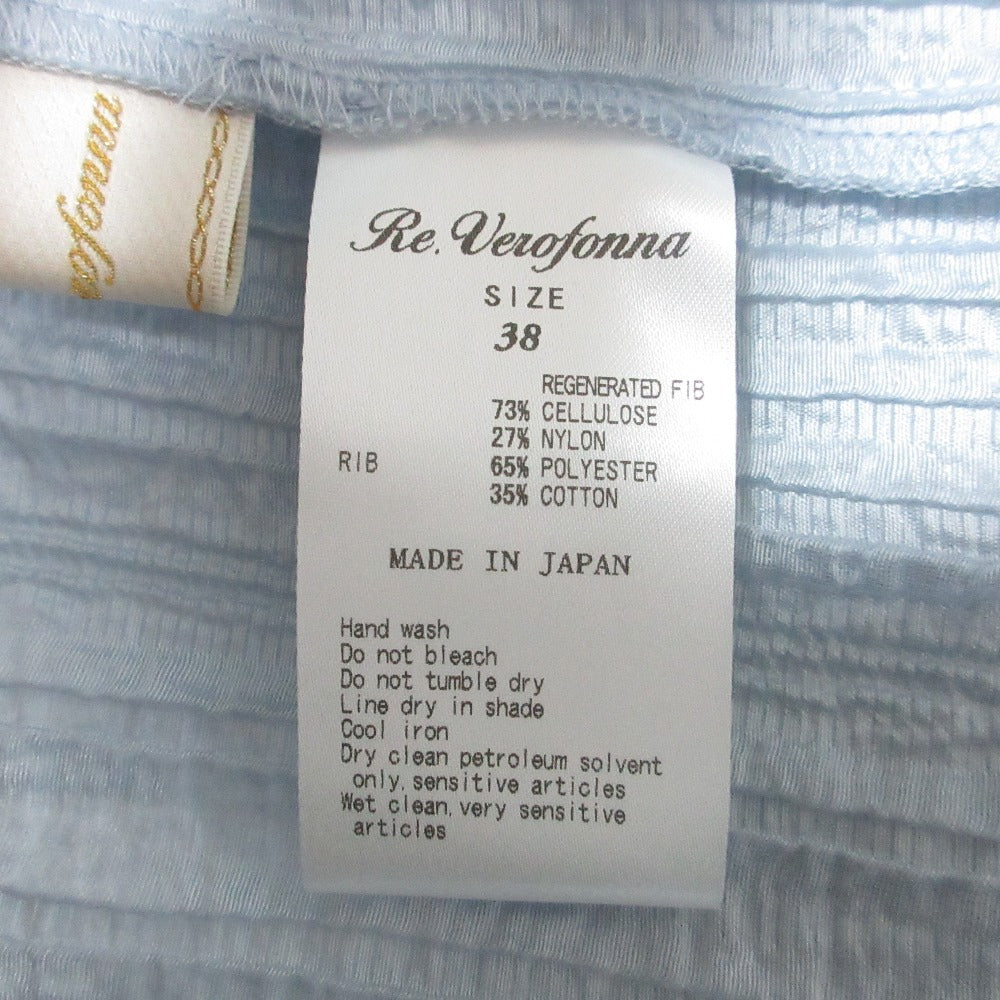 Re. Verofonna
SIZE
38
REGENERATED FIB
73% CELLULOSE
27% NYLON
RIB 65% POLYESTER
35% COTTON
MADE IN JAPAN
Hand wash
Do not bleach
Do not tumble dry
Line dry in shade
Cool iron
Dry clean petroleum solvent
only, sensitive articles
Wet clean, very sensitive
articles